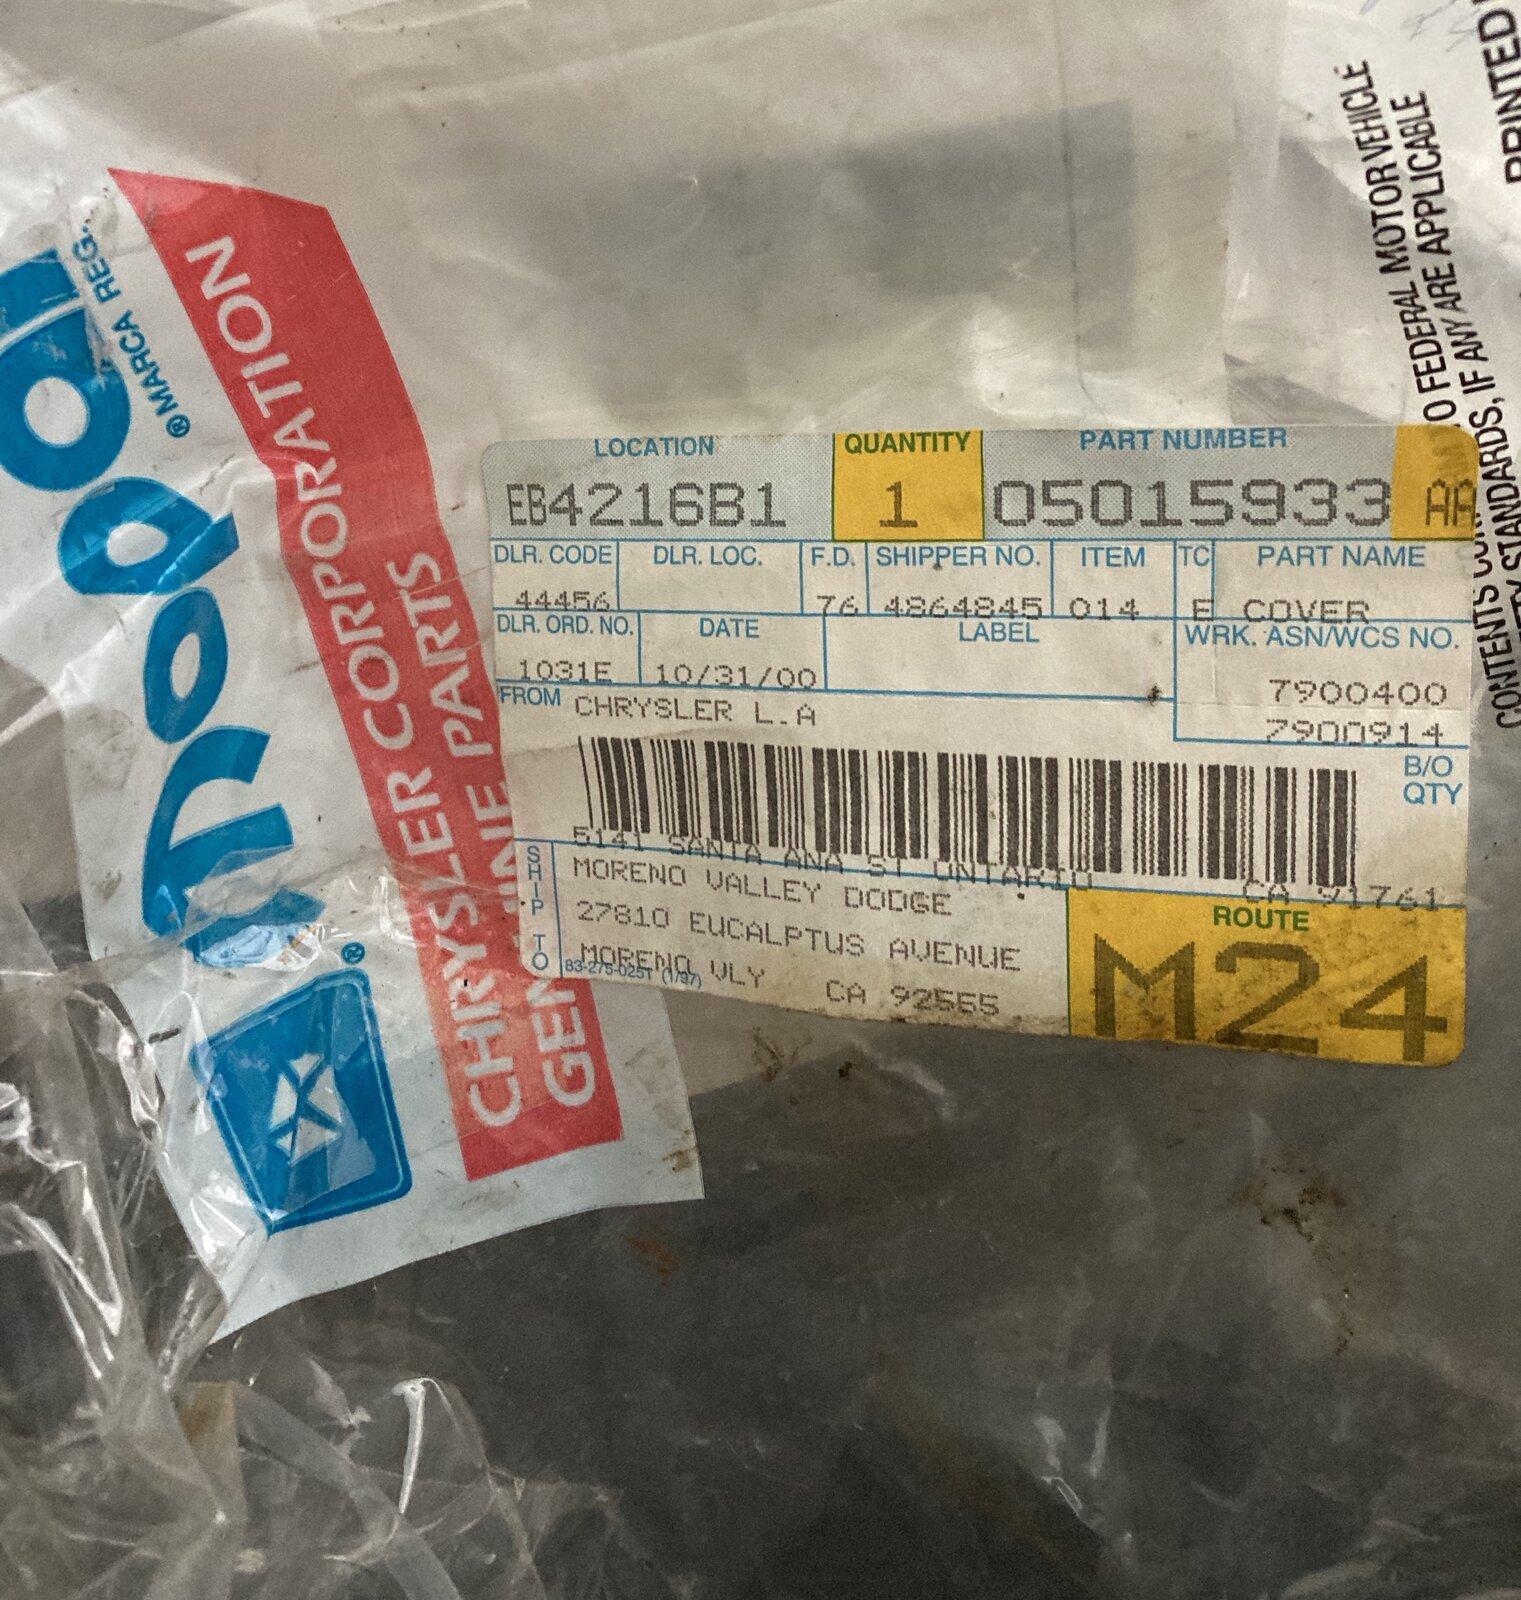 mopar
® MARCA REG.
CHRYSLER CORPORATION
GENUINE PARTS
®
LOCATION QUANTITY PART NUMBER
EB4216B1 1 05015933 AA
DLR. CODE DLR. LOC. F.D. SHIPPER NO. ITEM TC PART NAME
44456 76 4864845 014 E COVER
DLR. ORD. NO. DATE LABEL WRK. ASN/WCS NO.
1031E 10/31/00 7900400
7900914
FROM CHRYSLER L.A
B/O
QTY
5141 SANTA ANA ST ONTARIO CA 91761
SHIP TO
MORENO VALLEY DODGE
27810 EUCALPTUS AVENUE
MORENO VLY CA 92555
83-275-0251 (1/97)
ROUTE
M24
CONTENTS TO FEDERAL MOTOR VEHICLE
STANDARDS, IF ANY ARE APPLICABLE
PRINTED